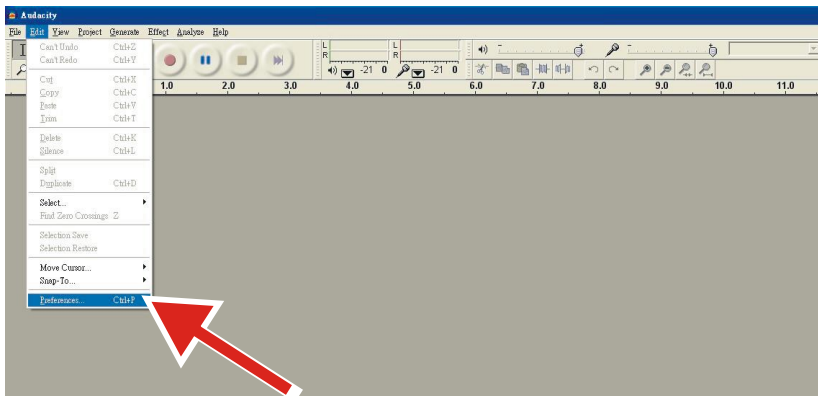 Audacity
File Edit View Project Generate Effect Analyze Help
Can't Undo Ctrl+Z
Can't Redo Ctrl+Y
Cut Ctrl+X
Copy Ctrl+C
Paste Ctrl+V
Trim Ctrl+T
Delete Ctrl+K
Silence Ctrl+L
Split
Duplicate Ctrl+D
Select...
Find Zero Crossings Z
Selection Save
Selection Restore
Move Cursor...
Snap-To...
Preferences... Ctrl+P
L
R
-21 0
L
R
-21 0
1.0 2.0 3.0 4.0 5.0 6.0 7.0 8.0 9.0 10.0 11.0